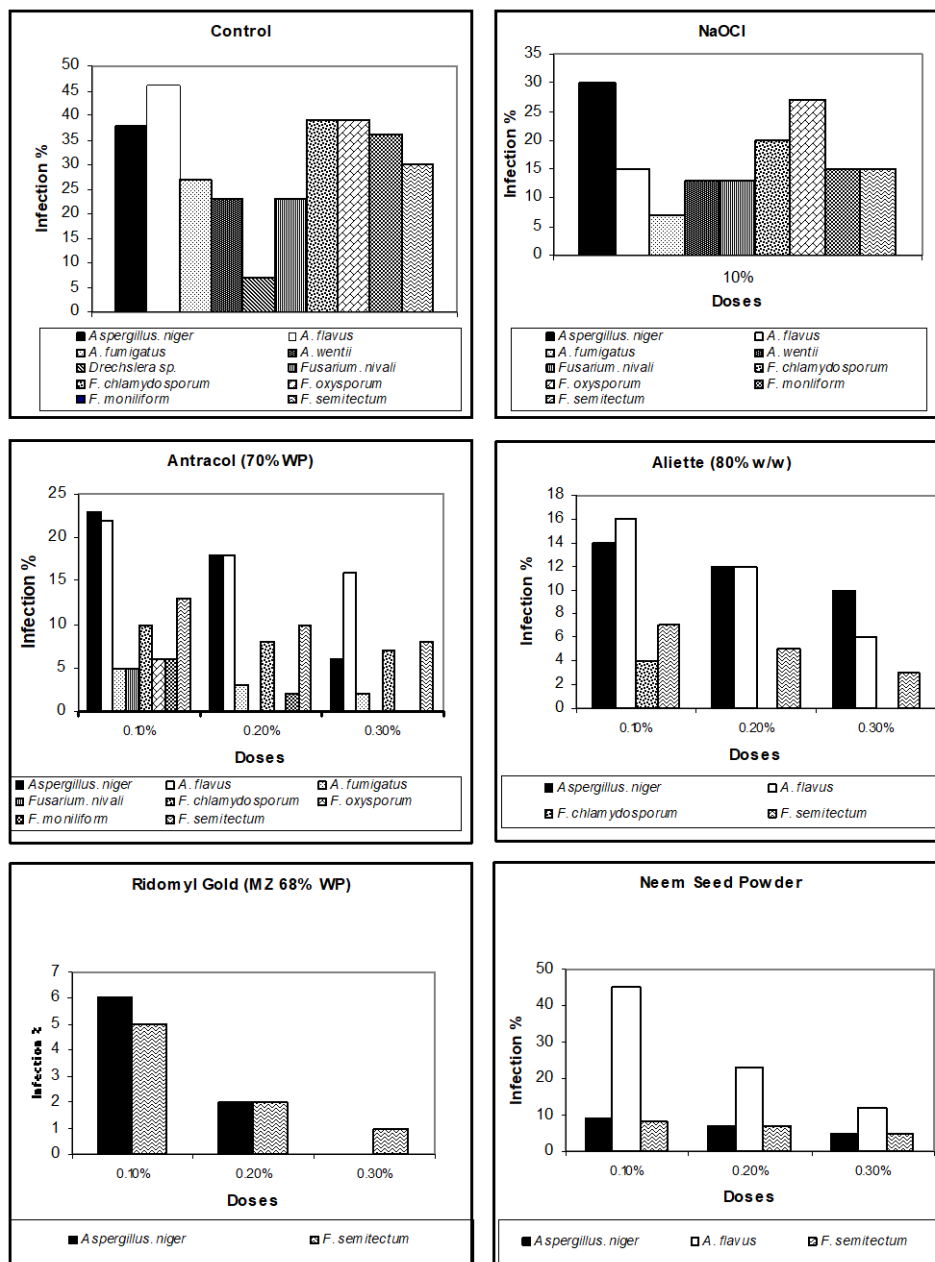 Control
50
45
40
35
30
25
20
15
10
5
0
Infection %
Aspergillus. niger A. flavus
A. fumigatus A. wentii
Drechslera sp. Fusarium. nivali
F. chlamydosporum F. oxysporum
F. moniliform F. semitectum
NaOCl
35
30
25
20
15
10
5
0
Infection %
10%
Doses
Aspergillus. niger A. flavus
A. fumigatus A. wentii
Fusarium. nivali F. chlamydosporum
F. oxysporum F. moniliform
F. semitectum
Antracol (70% WP)
25
20
15
10
5
0
Infection %
0.10% 0.20% 0.30%
Doses
Aspergillus. niger A. flavus A. fumigatus
Fusarium. nivali F. chlamydosporum F. oxysporum
F. moniliform F. semitectum
Aliette (80% w/w)
18
16
14
12
10
8
6
4
2
0
Infection %
0.10% 0.20% 0.30%
Doses
Aspergillus. niger A. flavus
F. chlamydosporum F. semitectum
Ridomyl Gold (MZ 68% WP)
7
6
5
4
3
2
1
0
Infection %
0.10% 0.20% 0.30%
Doses
Aspergillus. niger F. semitectum
Neem Seed Powder
50
40
30
20
10
0
Infection %
0.10% 0.20% 0.30%
Doses
Aspergillus. niger A. flavus F. semitectum